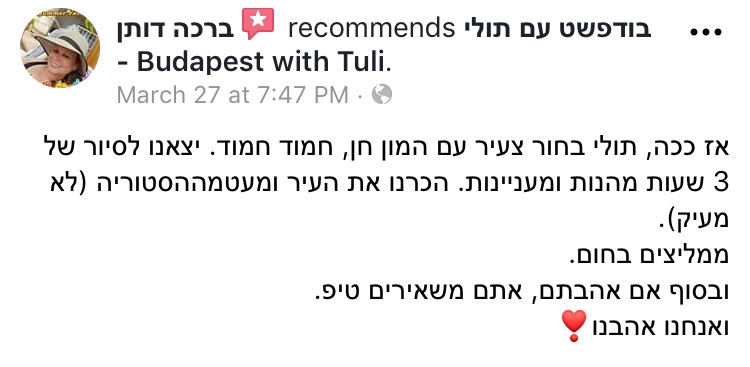 ברכה דותן recommends בודפשט עם תולי
- Budapest with Tuli.
March 27 at 7:47 PM ·
אז ככה, תולי בחור צעיר עם המון חן, חמוד חמוד. יצאנו לסיור של
3 שעות מהנות ומעניינות. הכרנו את העיר ומעטמההסטוריה (לא
מעיק).
ממליצים בחום.
ובסוף אם אהבתם, אתם משאירים טיפ.
ואנחנו אהבנו❣️